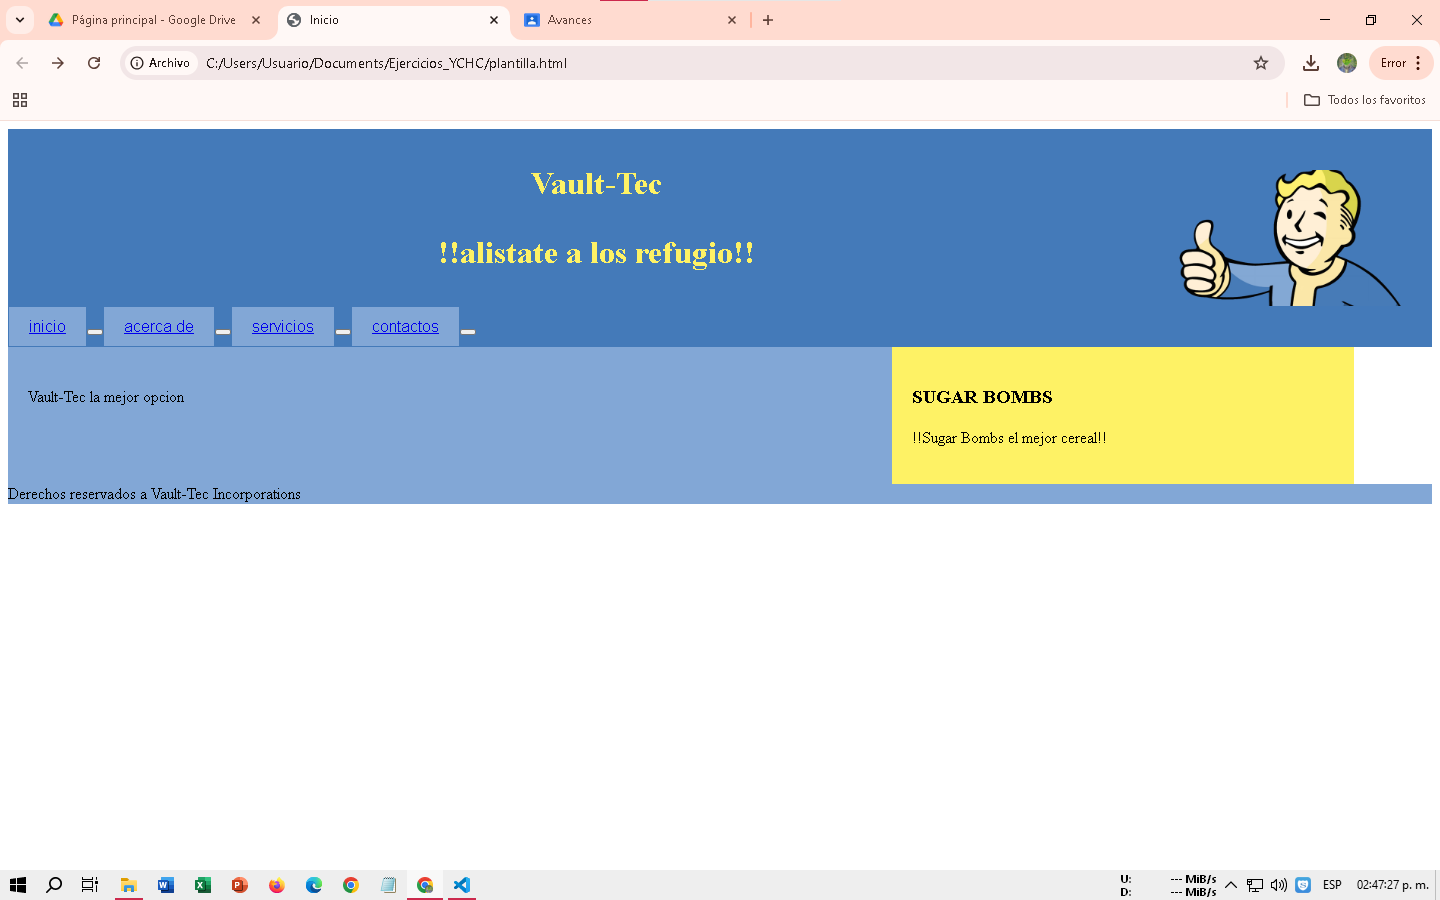 Página principal - Google Drive
Inicio
Avances
Archivo
C:/Users/Usuario/Documents/Ejercicios_YCHC/plantilla.html
Error
Todos los favoritos
Vault-Tec
!!alistate a los refugio!!
inicio
acerca de
servicios
contactos
Vault-Tec la mejor opcion
SUGAR BOMBS
!!Sugar Bombs el mejor cereal!!
Derechos reservados a Vault-Tec Incorporations
U: --- MiB/s
D: --- MiB/s
ESP
02:47:27 p. m.